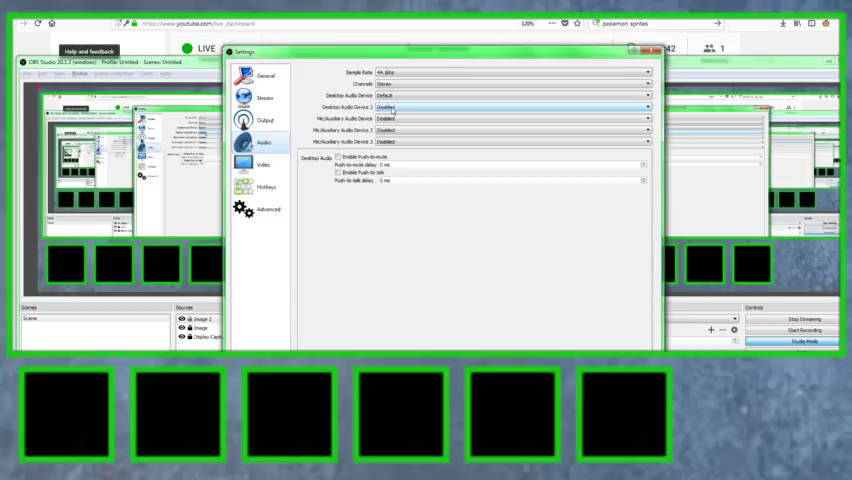 https://www.youtube.com/live_dashboard
120%
pokemon sprites
Help and feedback
LIVE
42
1
OBS Studio 20.1.3 (windows) - Profile: Untitled - Scenes: Untitled
Settings
General
Stream
Output
Audio
Video
Hotkeys
Advanced
Sample Rate 44.1khz
Channels Stereo
Desktop Audio Device Default
Desktop Audio Device 2 Disabled
Mic/Auxiliary Audio Device Disabled
Mic/Auxiliary Audio Device 2 Disabled
Mic/Auxiliary Audio Device 3 Disabled
Desktop Audio Enable Push-to-mute
Push-to-mute delay 0 ms
Enable Push-to-talk
Push-to-talk delay 0 ms
Scenes
Scene
Sources
Image 2
Image
Display Captu
Controls
Stop Streaming
Start Recording
Studio Mode